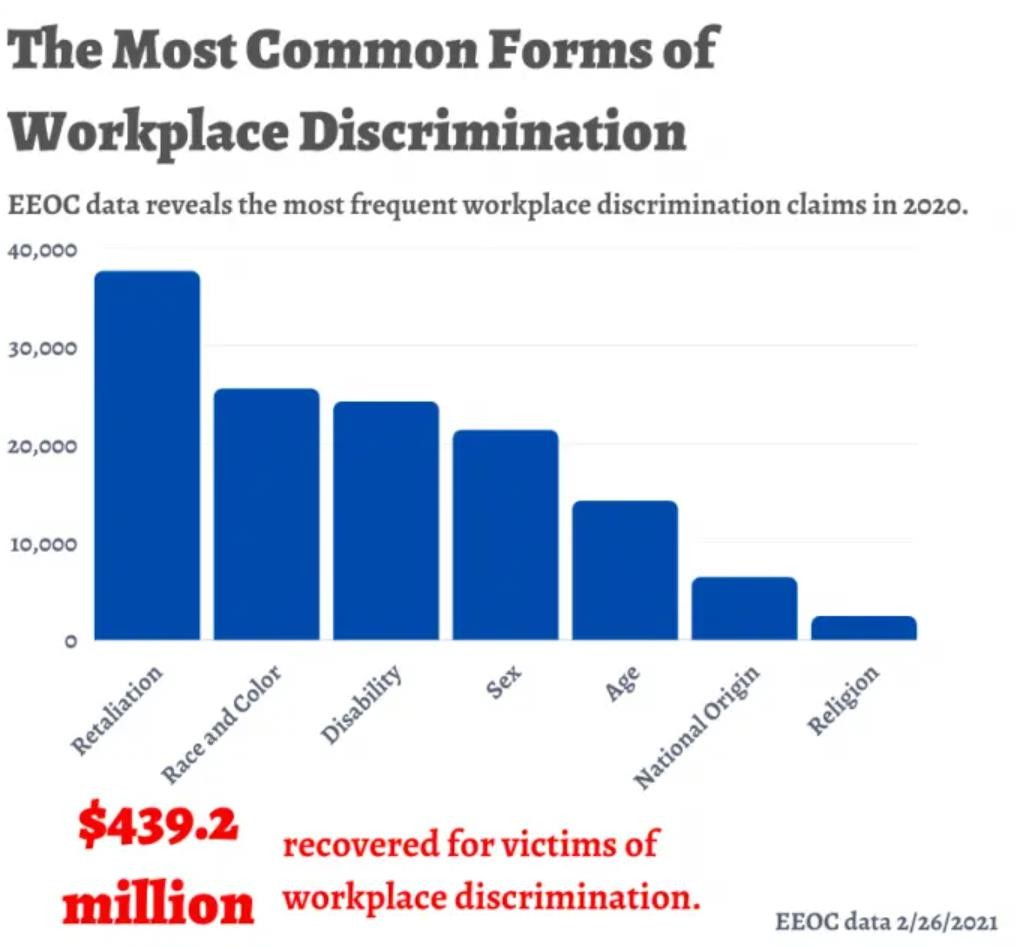 The Most Common Forms of
Workplace Discrimination
EEOC data reveals the most frequent workplace discrimination claims in 2020.
40,000
30,000
20,000
10,000
0
Retaliation
Race and Color
Disability
Sex
Age
National Origin
Religion
$439.2
million
recovered for victims of
workplace discrimination.
EEOC data 2/26/2021